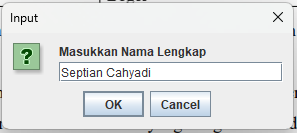 Input
Masukkan Nama Lengkap
Septian Cahyadi
OK Cancel